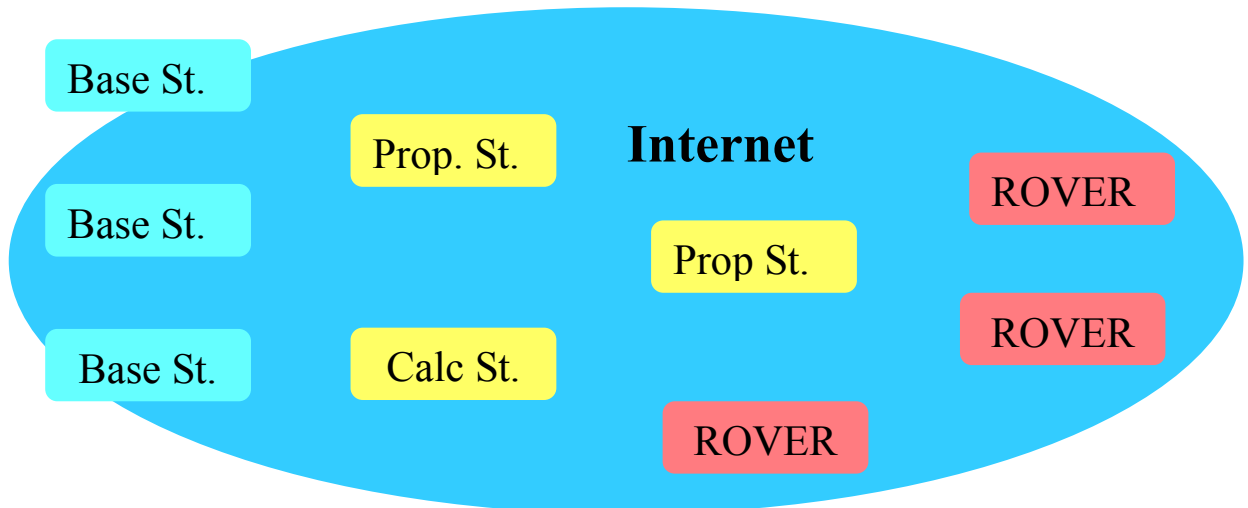 Base St.
Prop. St.
Internet
ROVER
Base St.
Prop St.
ROVER
Base St.
Calc St.
ROVER